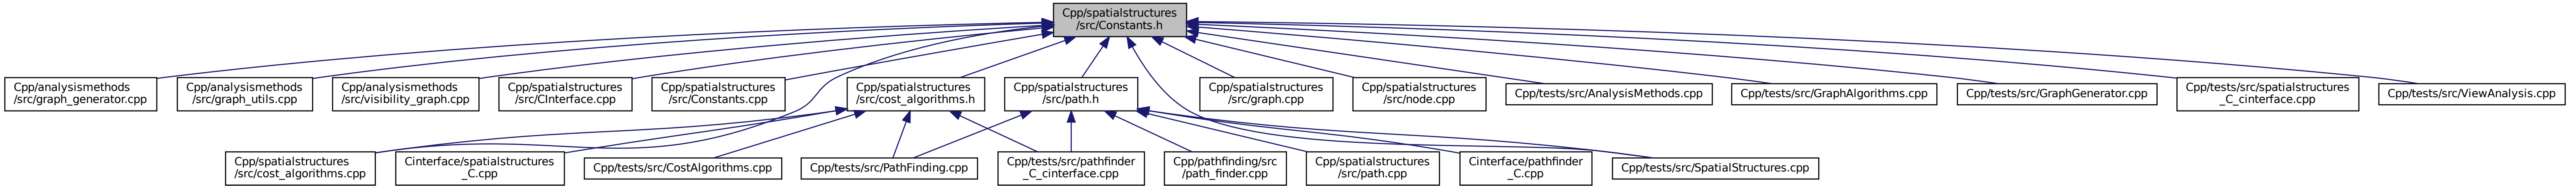 Cpp/spatialstructures
/src/Constants.h
Cpp/analysismethods
/src/graph_generator.cpp
Cpp/analysismethods
/src/graph_utils.cpp
Cpp/analysismethods
/src/visibility_graph.cpp
Cpp/spatialstructures
/src/CInterface.cpp
Cpp/spatialstructures
/src/Constants.cpp
Cpp/spatialstructures
/src/cost_algorithms.h
Cpp/spatialstructures
/src/path.h
Cpp/spatialstructures
/src/graph.cpp
Cpp/spatialstructures
/src/node.cpp
Cpp/tests/src/AnalysisMethods.cpp
Cpp/tests/src/GraphAlgorithms.cpp
Cpp/tests/src/GraphGenerator.cpp
Cpp/tests/src/spatialstructures
_C_cinterface.cpp
Cpp/tests/src/ViewAnalysis.cpp
Cpp/spatialstructures
/src/cost_algorithms.cpp
Cinterface/spatialstructures
_C.cpp
Cpp/tests/src/CostAlgorithms.cpp
Cpp/tests/src/PathFinding.cpp
Cpp/tests/src/pathfinder
_C_cinterface.cpp
Cpp/pathfinding/src
/path_finder.cpp
Cpp/spatialstructures
/src/path.cpp
Cinterface/pathfinder
_C.cpp
Cpp/tests/src/SpatialStructures.cpp